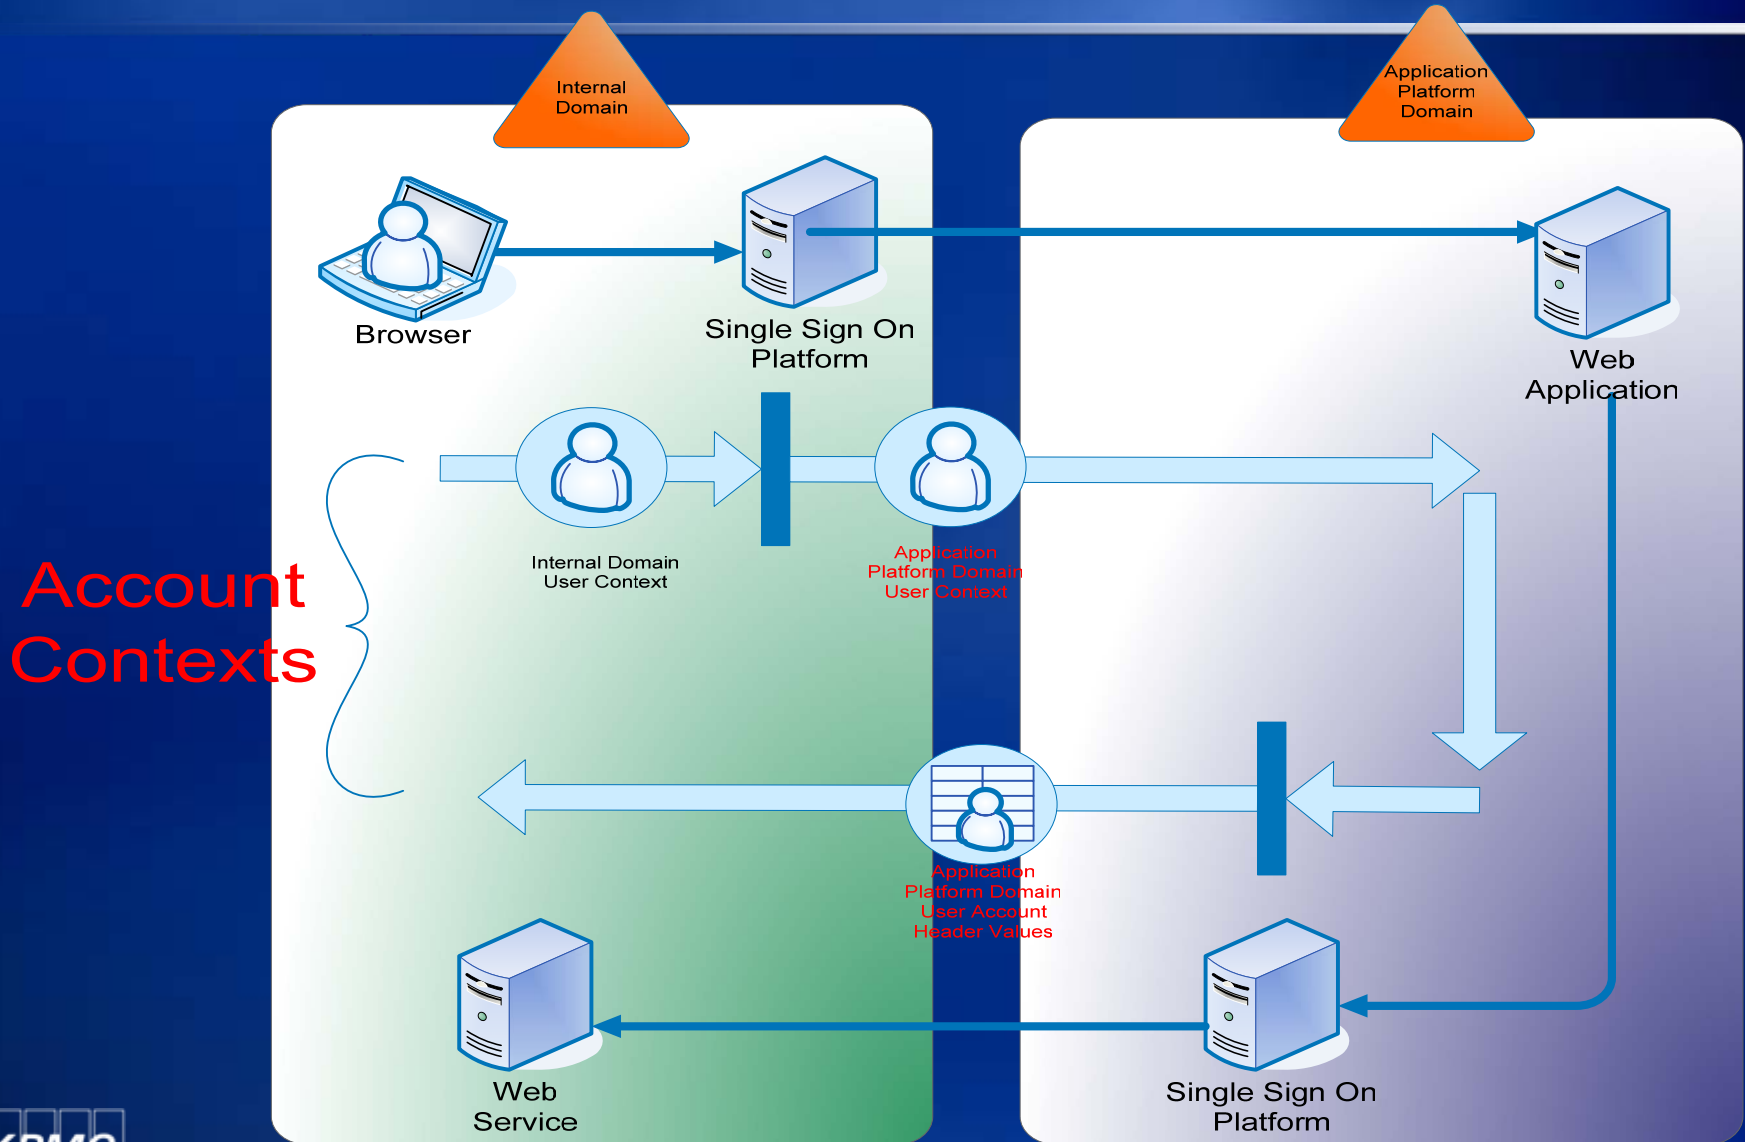 Internal
Domain
Application
Platform
Domain
Browser
Single Sign On
Platform
Web
Application
Internal Domain
User Context
Application
Platform Domain
User Context
Account
Contexts
Application
Platform Domain
User Account
Header Values
Web
Service
Single Sign On
Platform
KPMG